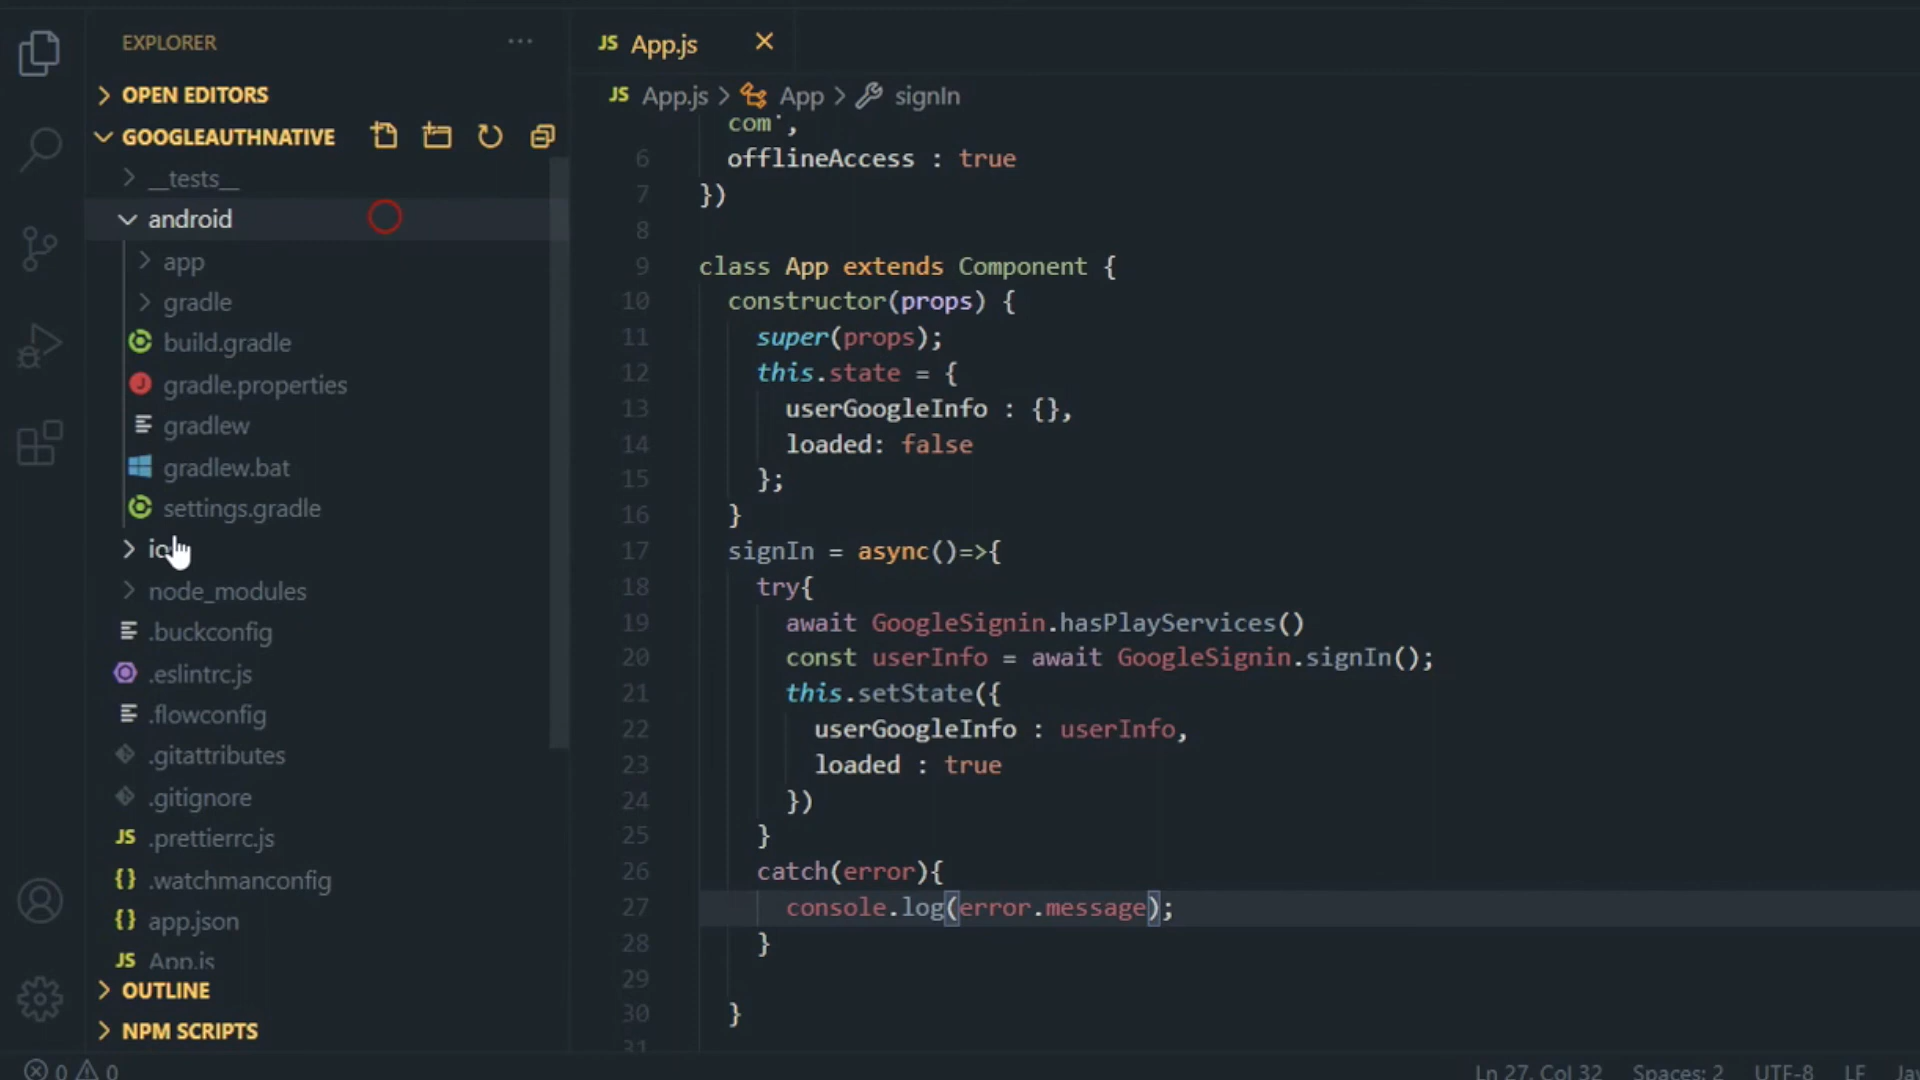 EXPLORER
OPEN EDITORS
GOOGLEAUTHNATIVE
__tests__
android
app
gradle
build.gradle
gradle.properties
gradlew
gradlew.bat
settings.gradle
node_modules
.buckconfig
.eslintrc.js
.flowconfig
.gitattributes
.gitignore
JS .prettierrc.js
{} .watchmanconfig
{} app.json
JS App.js
OUTLINE
NPM SCRIPTS
0 0
JS App.js
JS App.js > App > signIn
com',
6 offlineAccess : true
7 })
8
9 class App extends Component {
10 constructor(props) {
11 super(props);
12 this.state = {
13 userGoogleInfo : {},
14 loaded: false
15 };
16 }
17 signIn = async()=>{
18 try{
19 await GoogleSignin.hasPlayServices()
20 const userInfo = await GoogleSignin.signIn();
21 this.setState({
22 userGoogleInfo : userInfo,
23 loaded : true
24 })
25 }
26 catch(error){
27 console.log(error.message);
28 }
29
30 }
31
Ln 27, Col 32 Spaces: 2 UTF-8 LF